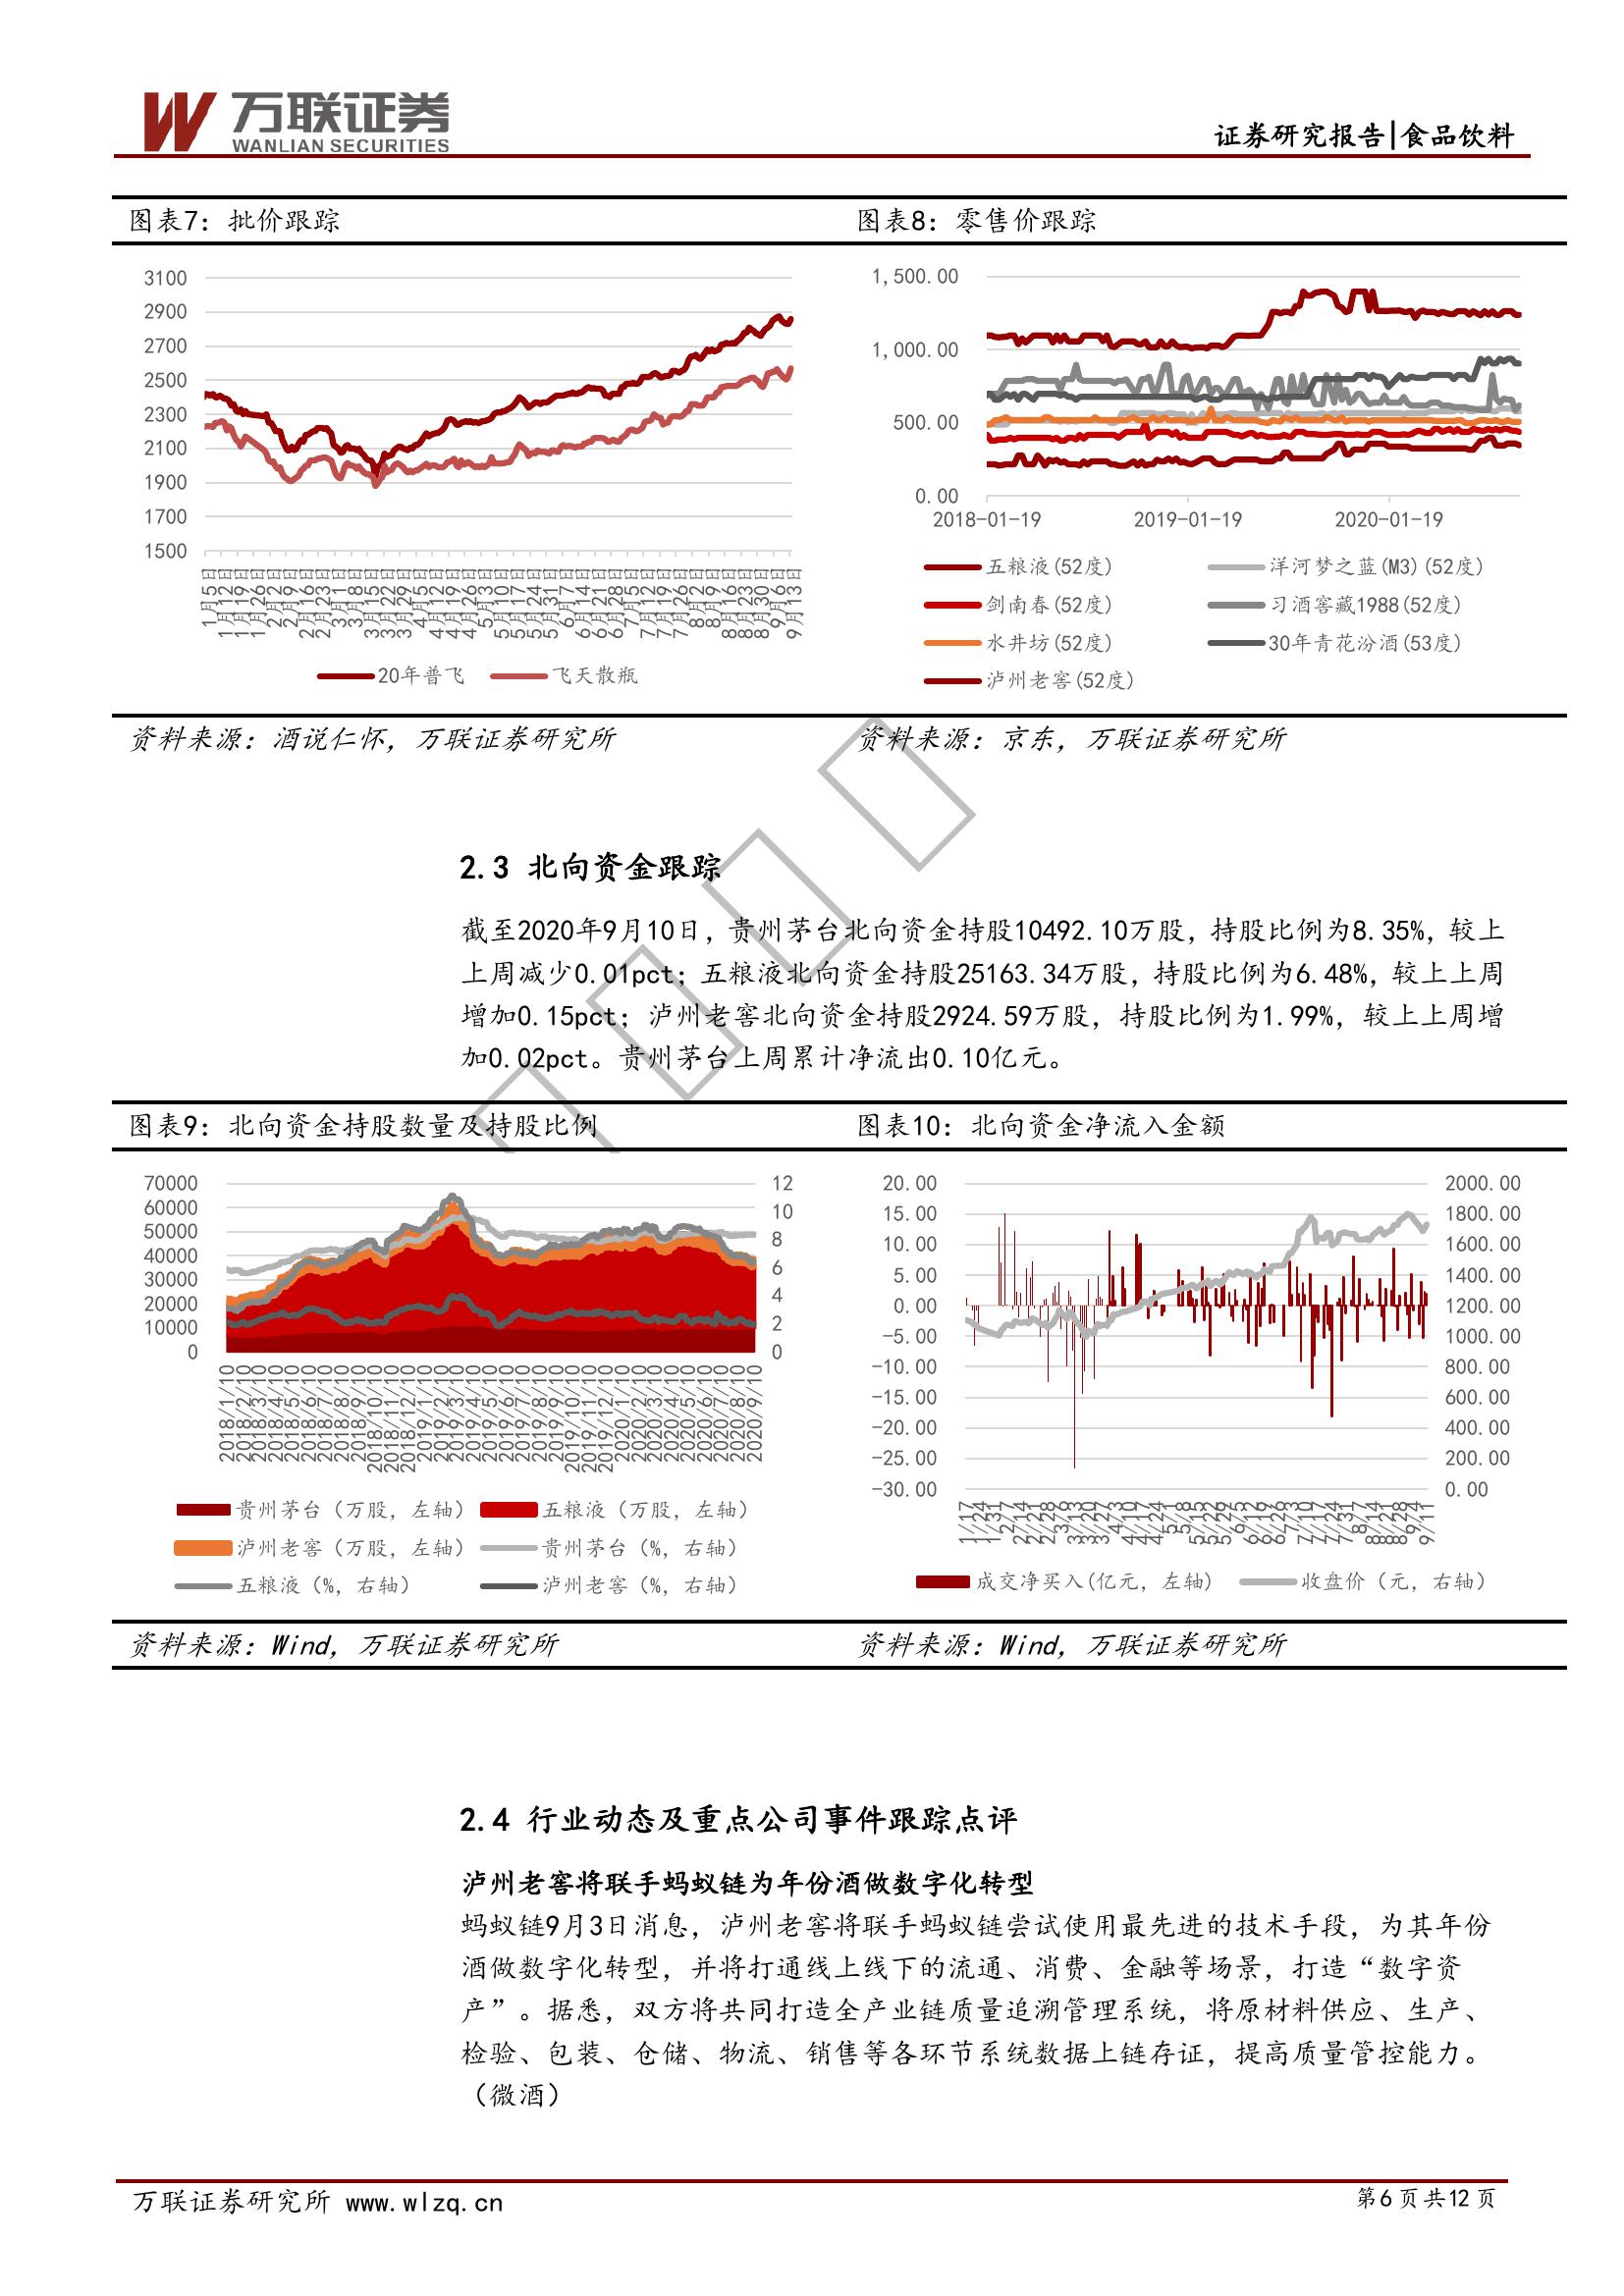 万联证券
WANLIAN SECURITIES
证券研究报告|食品饮料
图表7：批价跟踪
图表8：零售价跟踪
3100
2900
2700
2500
2300
2100
1900
1700
1500
1月5日
1月12日
1月19日
1月26日
2月2日
2月9日
2月16日
2月23日
3月1日
3月8日
3月15日
3月22日
3月29日
4月5日
4月12日
4月19日
4月26日
5月3日
5月10日
5月17日
5月24日
5月31日
6月7日
6月14日
6月21日
6月28日
7月5日
7月12日
7月19日
7月26日
8月2日
8月9日
8月16日
8月23日
8月30日
9月6日
9月13日
20年普飞
飞天散瓶
1,500.00
1,000.00
500.00
0.00
2018-01-19
2019-01-19
2020-01-19
五粮液(52度)
洋河梦之蓝(M3)(52度)
剑南春(52度)
习酒窖藏1988(52度)
水井坊(52度)
30年青花汾酒(53度)
泸州老窖(52度)
资料来源：酒说仁怀，万联证券研究所
资料来源：京东，万联证券研究所
2.3 北向资金跟踪
截至2020年9月10日，贵州茅台北向资金持股10492.10万股，持股比例为8.35%，较上
上周减少0.01pct；五粮液北向资金持股25163.34万股，持股比例为6.48%，较上上周
增加0.15pct；泸州老窖北向资金持股2924.59万股，持股比例为1.99%，较上上周增
加0.02pct。贵州茅台上周累计净流出0.10亿元。
图表9：北向资金持股数量及持股比例
图表10：北向资金净流入金额
70000
60000
50000
40000
30000
20000
10000
0
12
10
8
6
4
2
0
2018/1/10
2018/2/10
2018/3/10
2018/4/10
2018/5/10
2018/6/10
2018/7/10
2018/8/10
2018/9/10
2018/10/10
2018/11/10
2018/12/10
2019/1/10
2019/2/10
2019/3/10
2019/4/10
2019/5/10
2019/6/10
2019/7/10
2019/8/10
2019/9/10
2019/10/10
2019/11/10
2019/12/10
2020/1/10
2020/2/10
2020/3/10
2020/4/10
2020/5/10
2020/6/10
2020/7/10
2020/8/10
2020/9/10
贵州茅台（万股，左轴）
五粮液（万股，左轴）
泸州老窖（万股，左轴）
贵州茅台（%，右轴）
五粮液（%，右轴）
泸州老窖（%，右轴）
20.00
15.00
10.00
5.00
0.00
-5.00
-10.00
-15.00
-20.00
-25.00
-30.00
2000.00
1800.00
1600.00
1400.00
1200.00
1000.00
800.00
600.00
400.00
200.00
0.00
1/17
1/24
1/31
2/7
2/14
2/21
2/28
3/6
3/13
3/20
3/27
4/3
4/10
4/17
4/24
5/1
5/8
5/15
5/22
5/29
6/5
6/12
6/19
6/26
7/3
7/10
7/17
7/24
7/31
8/7
8/14
8/21
8/28
9/4
9/11
成交净买入(亿元，左轴)
收盘价（元，右轴）
资料来源：Wind，万联证券研究所
资料来源：Wind，万联证券研究所
2.4 行业动态及重点公司事件跟踪点评
泸州老窖将联手蚂蚁链为年份酒做数字化转型
蚂蚁链9月3日消息，泸州老窖将联手蚂蚁链尝试使用最先进的技术手段，为其年份
酒做数字化转型，并将打通线上线下的流通、消费、金融等场景，打造“数字资
产”。据悉，双方将共同打造全产业链质量追溯管理系统，将原材料供应、生产、
检验、包装、仓储、物流、销售等各环节系统数据上链存证，提高质量管控能力。
（微酒）
万联证券研究所 www.wlzq.cn
第6页共12页